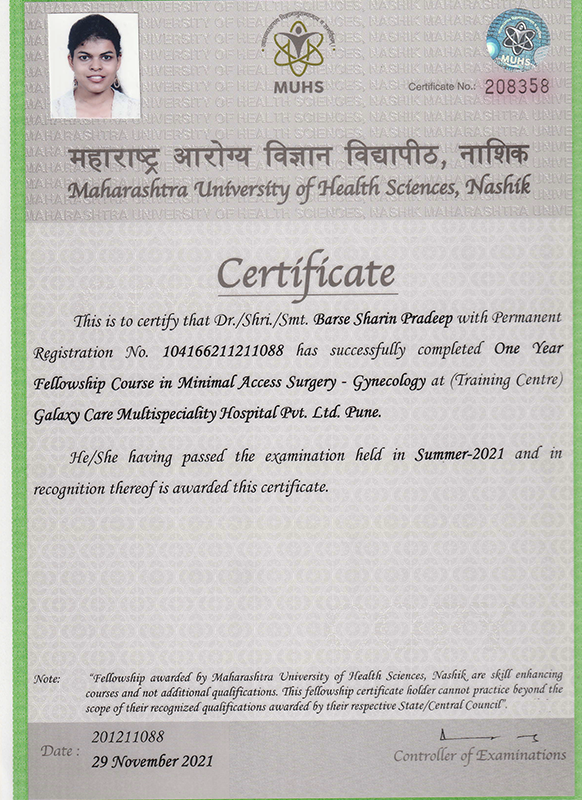 MUHS
MUHS
Certificate No.: 208358
महाराष्ट्र आरोग्य विज्ञान विद्यापीठ, नाशिक
Maharashtra University of Health Sciences, Nashik
Certificate
This is to certify that Dr./Shri./Smt. Barse Sharin Pradeep with Permanent
Registration No. 104166211211088 has successfully completed One Year
Fellowship Course in Minimal Access Surgery - Gynecology at (Training Centre)
Galaxy Care Multispeciality Hospital Pvt. Ltd. Pune.
He/She having passed the examination held in Summer-2021 and in
recognition thereof is awarded this certificate.
Note: "Fellowship awarded by Maharashtra University of Health Sciences, Nashik are skill enhancing
courses and not additional qualifications. This fellowship certificate holder cannot practice beyond the
scope of their recognized qualifications awarded by their respective State/Central Council".
201211088
Date : 29 November 2021
Controller of Examinations